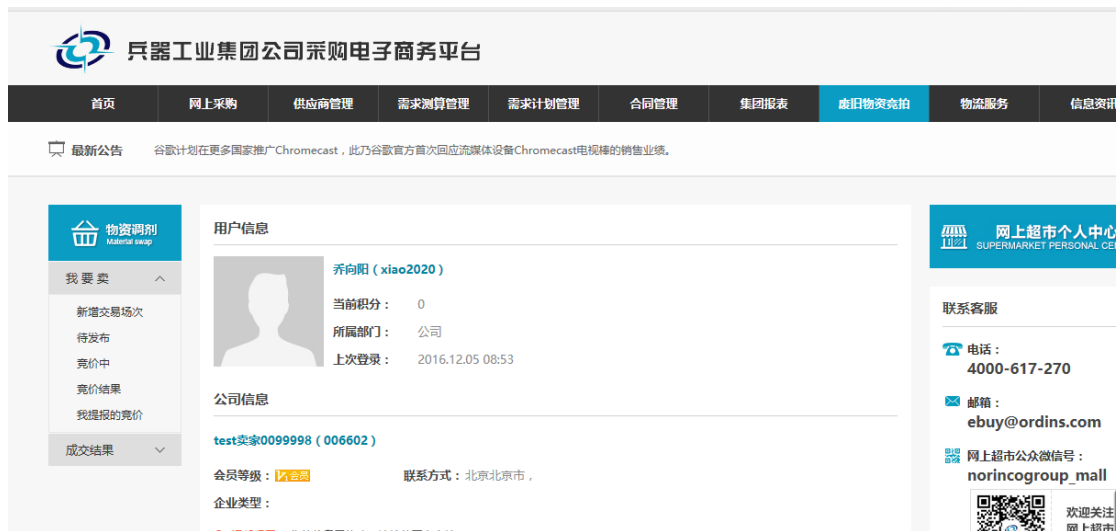 兵器工业集团公司采购电子商务平台
首页 网上采购 供应商管理 需求测算管理 需求计划管理 合同管理 集团报表 废旧物资竞拍 物流服务 信息资讯
最新公告 谷歌计划在更多国家推广Chromecast，此乃谷歌官方首次回应流媒体设备Chromecast电视棒的销售业绩。
物资调剂
Material swap
我要卖
新增交易场次
待发布
竞价中
竞价结果
我提报的竞价
成交结果
用户信息
乔向阳（xiao2020）
当前积分： 0
所属部门： 公司
上次登录： 2016.12.05 08:53
公司信息
test卖家0099998（006602）
会员等级： 会员 联系方式：北京北京市，
企业类型：
网上超市个人中心
SUPERMARKET PERSONAL CE
联系客服
电话：
4000-617-270
邮箱：
ebuy@ordins.com
网上超市公众微信号：
norincogroup_mall
欢迎关注
网上超市